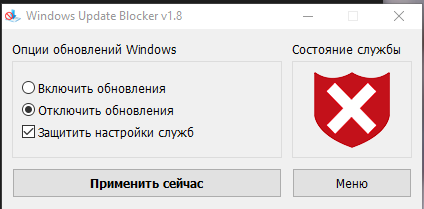 Windows Update Blocker v1.8
Опции обновлений Windows
Состояние службы
Включить обновления
Отключить обновления
Защитить настройки служб
Применить сейчас
Меню